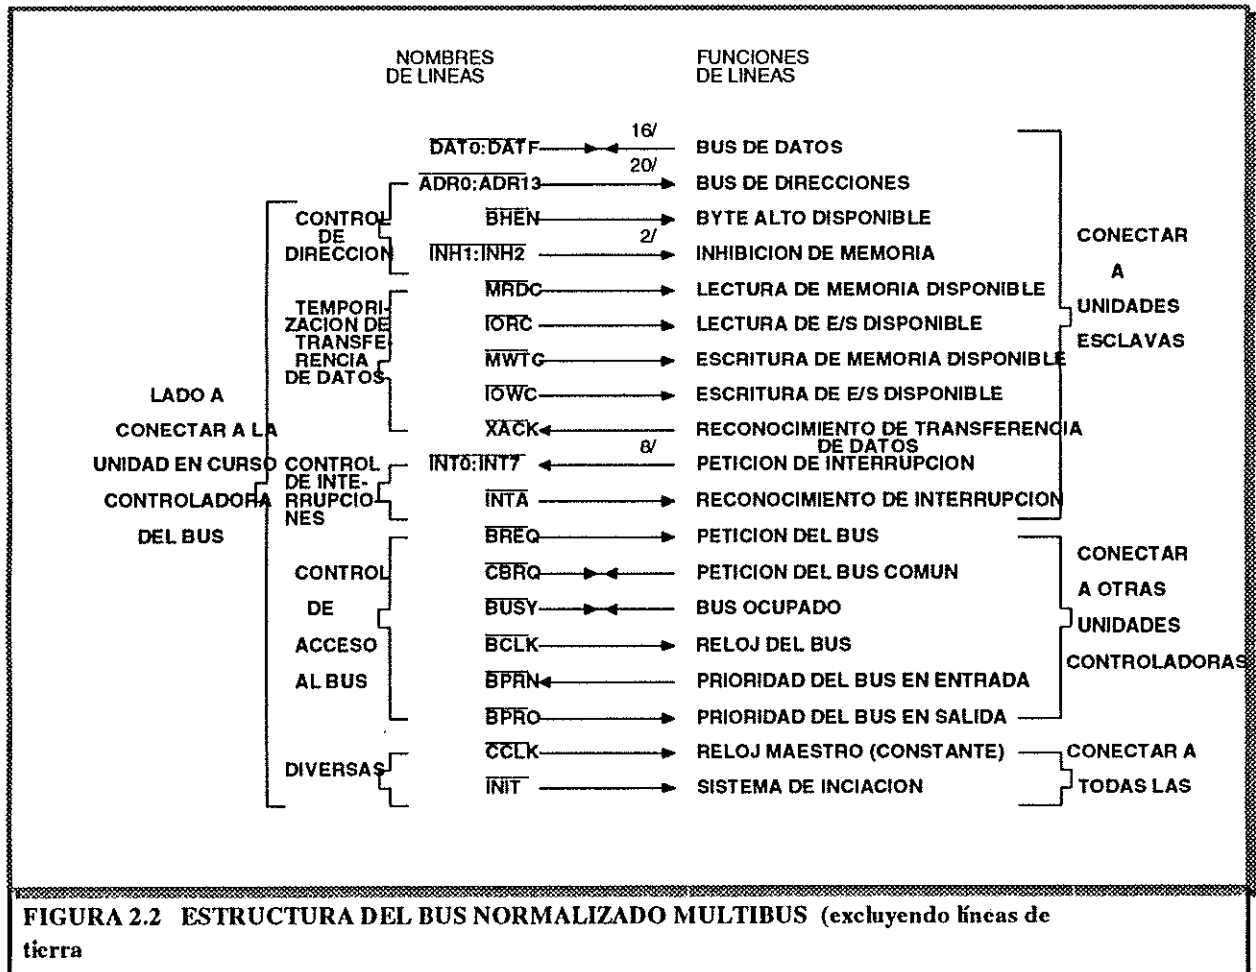 NOMBRES
DE LINEAS
FUNCIONES
DE LINEAS
DAT0:DATF 16/ BUS DE DATOS
ADR0:ADR13 20/ BUS DE DIRECCIONES
BHEN BYTE ALTO DISPONIBLE
INH1:INH2 2/ INHIBICION DE MEMORIA
MRDC LECTURA DE MEMORIA DISPONIBLE
IORC LECTURA DE E/S DISPONIBLE
MWTC ESCRITURA DE MEMORIA DISPONIBLE
IOWC ESCRITURA DE E/S DISPONIBLE
XACK RECONOCIMIENTO DE TRANSFERENCIA
DE DATOS
INT0:INT7 8/ PETICION DE INTERRUPCION
INTA RECONOCIMIENTO DE INTERRUPCION
BREQ PETICION DEL BUS
CBRQ PETICION DEL BUS COMUN
BUSY BUS OCUPADO
BCLK RELOJ DEL BUS
BPRN PRIORIDAD DEL BUS EN ENTRADA
BPRO PRIORIDAD DEL BUS EN SALIDA
CCLK RELOJ MAESTRO (CONSTANTE)
INIT SISTEMA DE INCIACION
LADO A
CONECTAR A LA
UNIDAD EN CURSO
CONTROLADORA
DEL BUS
CONTROL
DE
DIRECCION
TEMPORI-
ZACION DE
TRANSFE-
RENCIA
DE DATOS
CONTROL
DE INTE-
RRUPCIO-
NES
CONTROL
DE
ACCESO
AL BUS
DIVERSAS
CONECTAR
A
UNIDADES
ESCLAVAS
CONECTAR
A OTRAS
UNIDADES
CONTROLADORAS
CONECTAR A
TODAS LAS
FIGURA 2.2 ESTRUCTURA DEL BUS NORMALIZADO MULTIBUS (excluyendo líneas de
tierra